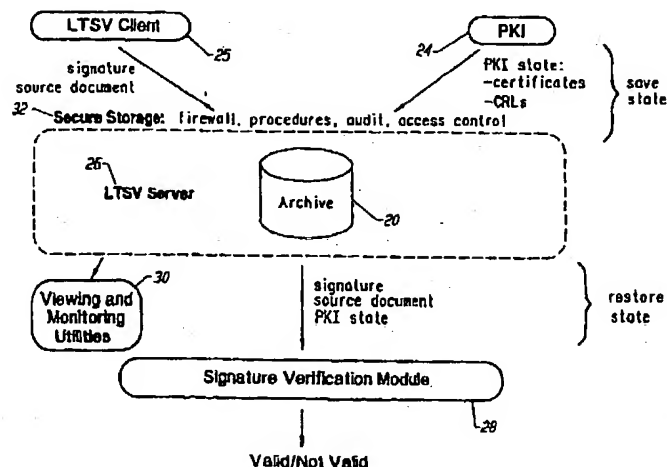 LTSV Client
25
PKI
24
signature
source document
PKI state:
-certificates
-CRLs
save
state
32
Secure Storage: firewall, procedures, audit, access control
26
LTSV Server
Archive
20
30
Viewing and
Monitoring
Utilities
signature
source document
PKI state
restore
state
Signature Verification Module
28
Valid/Not Valid